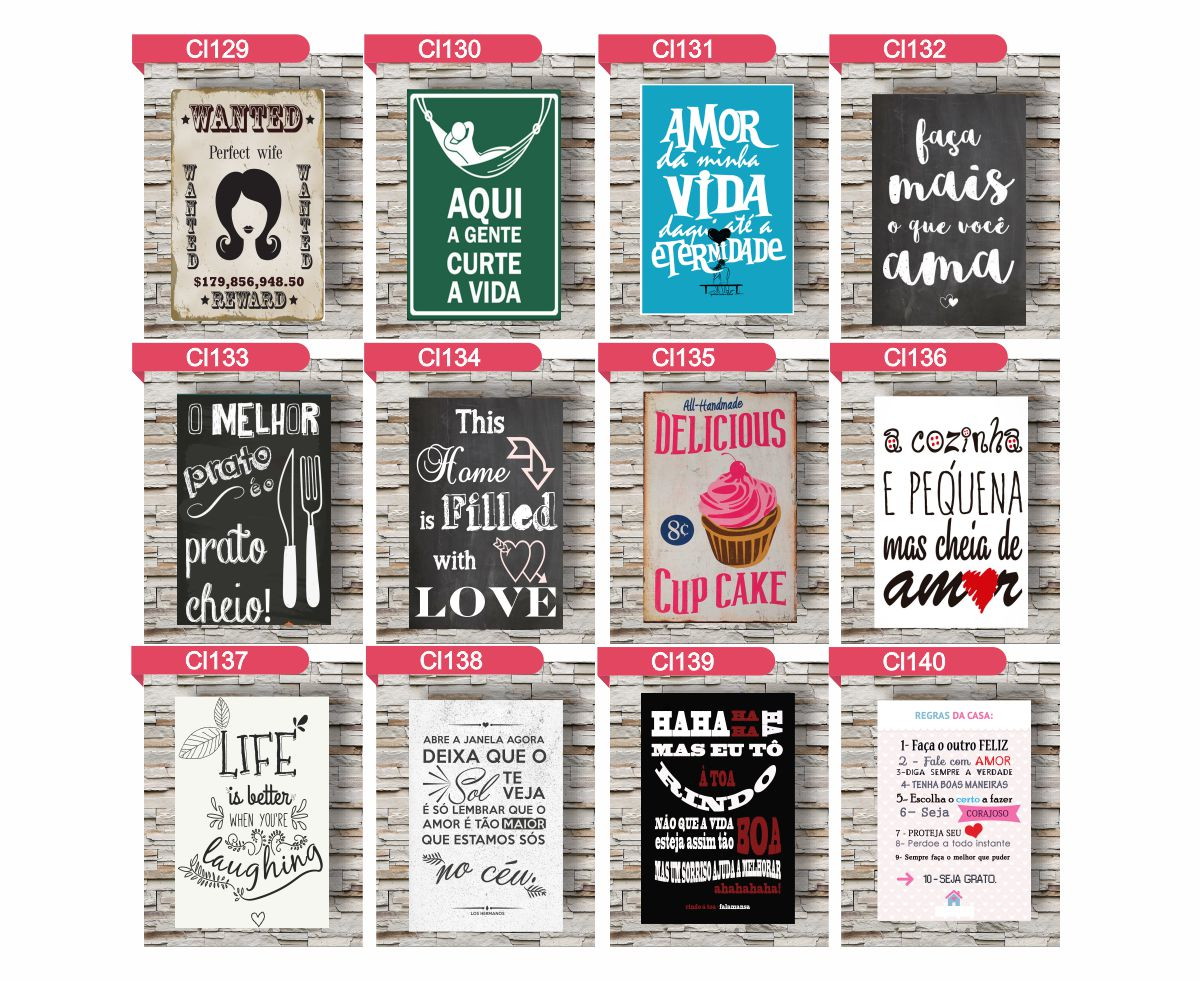 CI129
WANTED
Perfect wife
WANTED
WANTED
$179,856,948.50
REWARD
CI130
AQUI
A GENTE
CURTE
A VIDA
CI131
AMOR
da minha
VIDA
daqui até a
ETERNIDADE
CI132
faça
mais
o que você
ama
CI133
O MELHOR
prato
é o
prato
cheio!
CI134
This
Home
is Filled
with
LOVE
CI135
All-Handmade
DELICIOUS
8¢
CUP CAKE
CI136
a cozinha
É PEQUENA
mas cheia de
amor
CI137
LIFE
is better
WHEN YOU'RE
laughing
CI138
ABRE A JANELA AGORA
DEIXA QUE O
Sol TE
VEJA
É SÓ LEMBRAR QUE O
AMOR É TÃO MAIOR
QUE ESTAMOS SÓS
no céu.
LOS HERMANOS
CI139
HAHA HA HA HA
MAS EU TÔ
RINDO
À TOA
NÃO QUE A VIDA
esteja assim tão BOA
MAS UM SORRISO AJUDA A MELHORAR
ahahahaha!
rindo à toa falamansa
CI140
REGRAS DA CASA:
1- Faça o outro FELIZ
2 - Fale com AMOR
3-DIGA SEMPRE A VERDADE
4- TENHA BOAS MANEIRAS
5- Escolha o certo a fazer
6- Seja CORAJOSO
7 - PROTEJA SEU
8- Perdoe a todo instante
9- Sempre faça o melhor que puder
10 - SEJA GRATO.